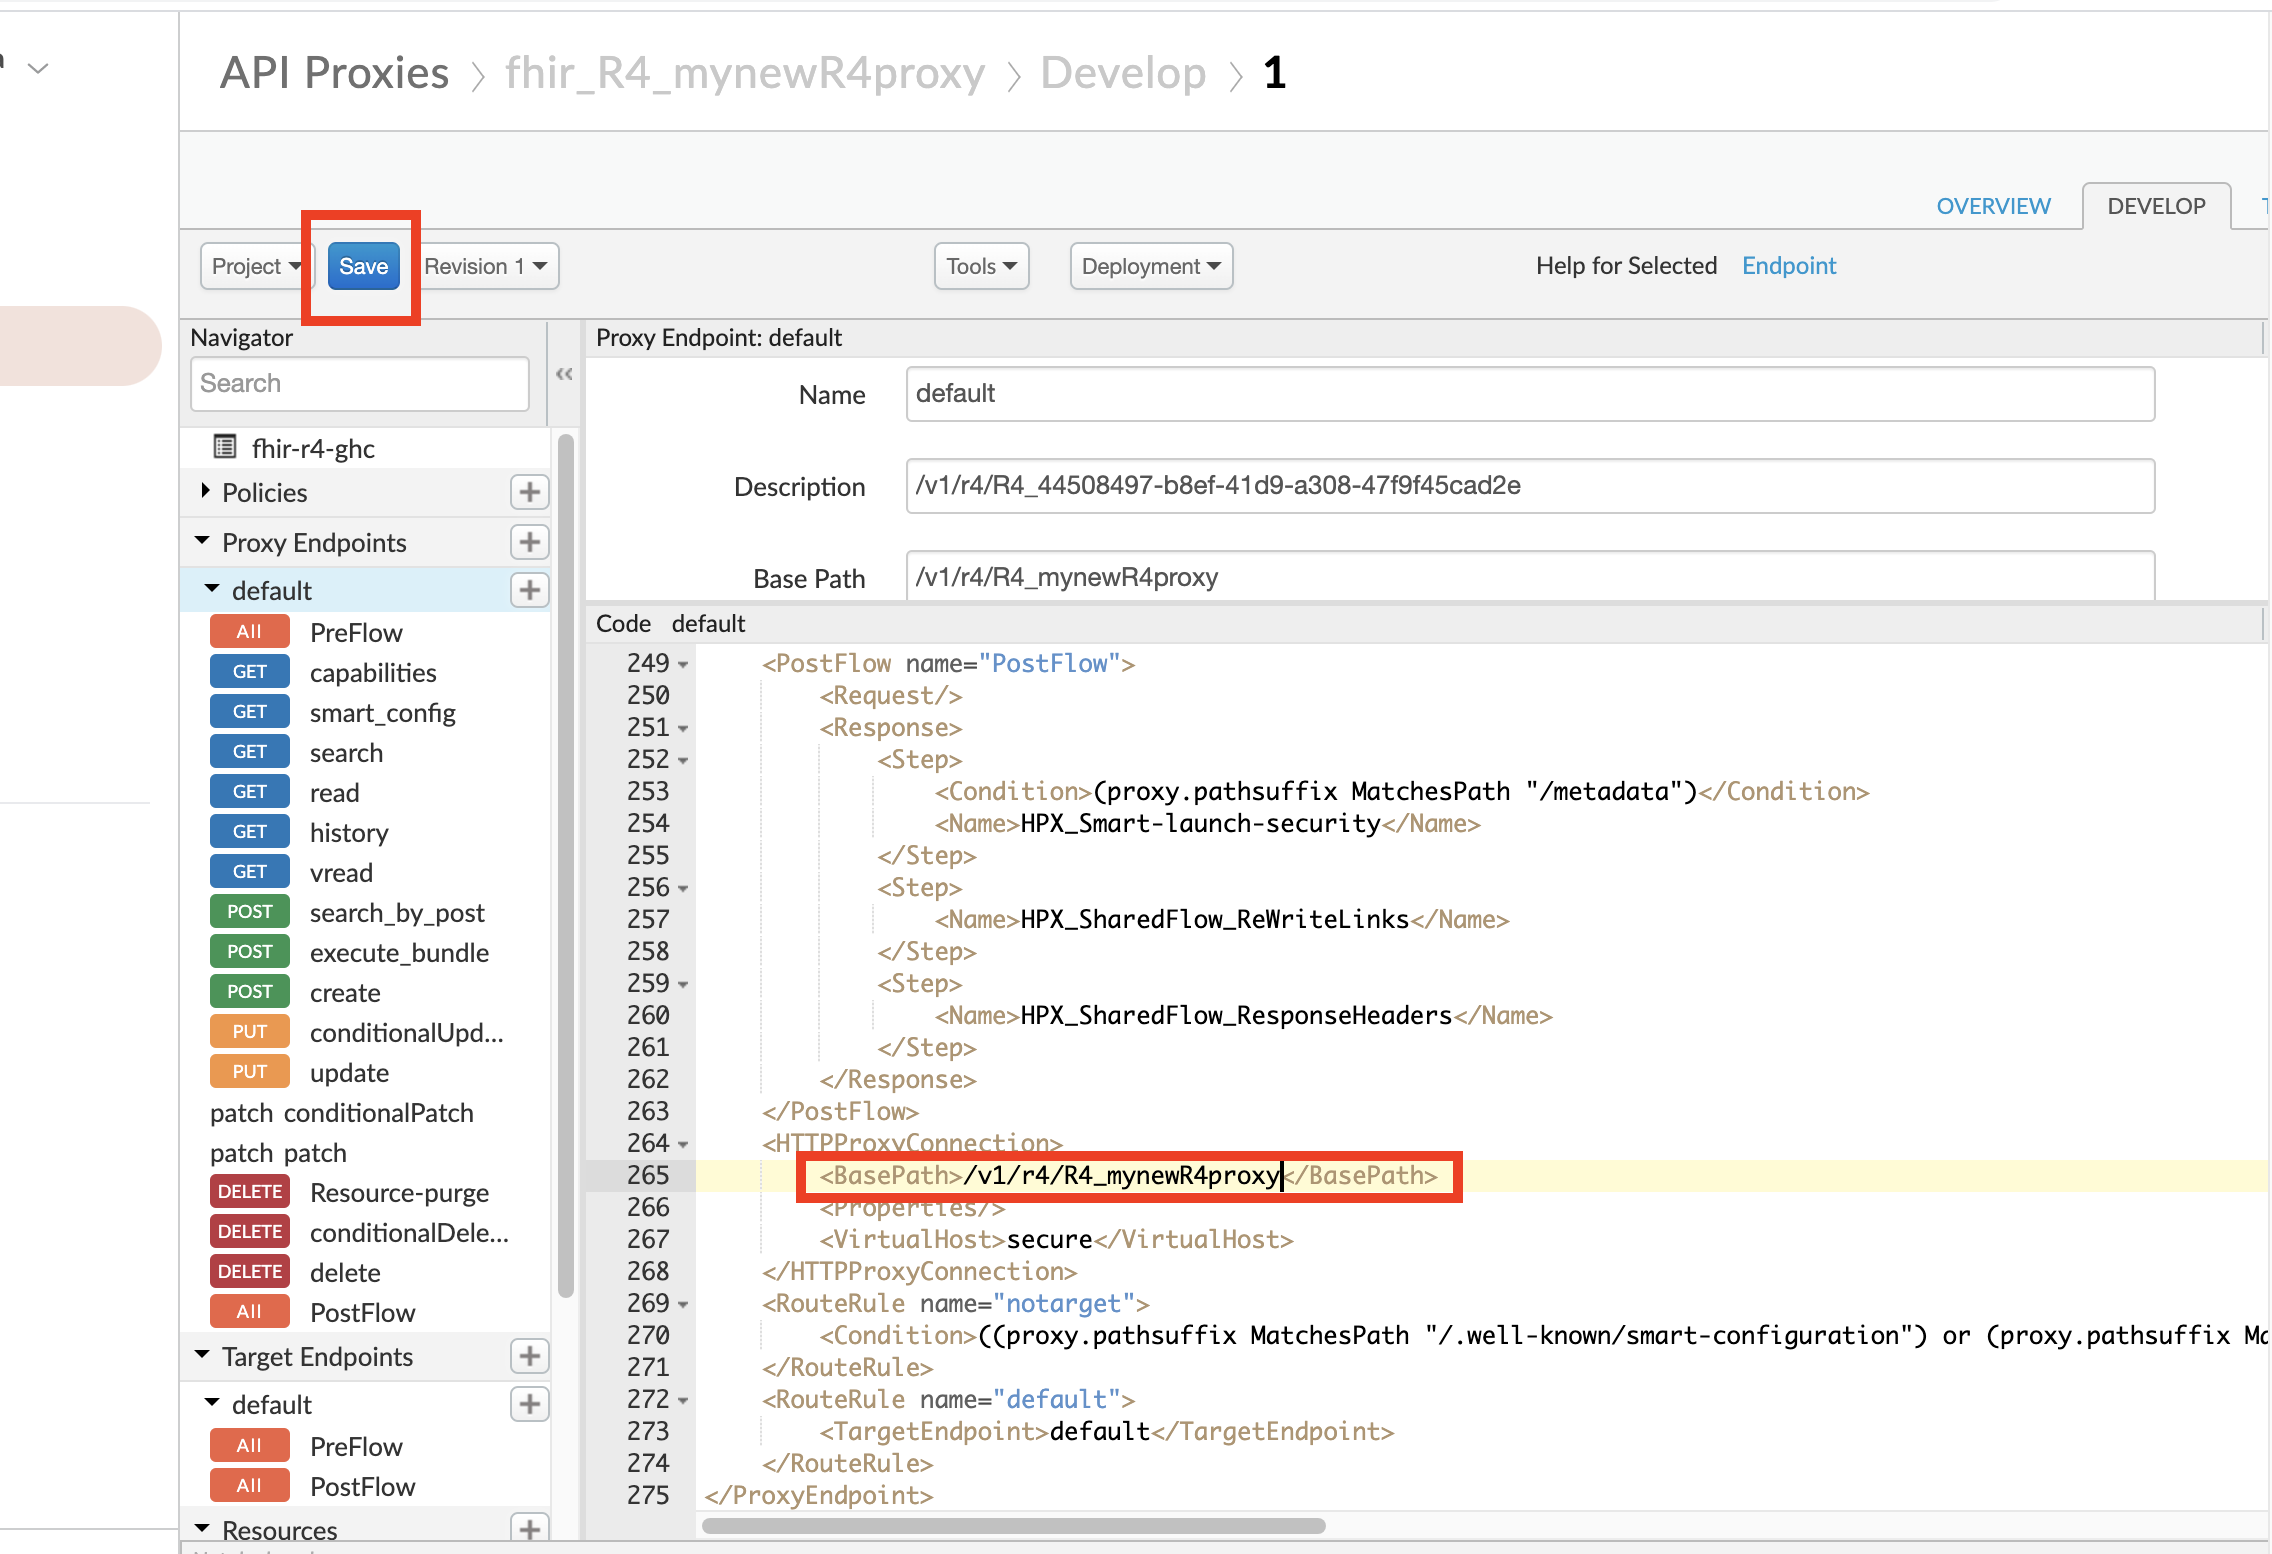 API Proxies > fhir_R4_mynewR4proxy > Develop > 1
OVERVIEW
DEVELOP
Project
Save
Revision 1
Tools
Deployment
Help for Selected
Endpoint
Navigator
Search
fhir-r4-ghc
Policies
Proxy Endpoints
default
All PreFlow
GET capabilities
GET smart_config
GET search
GET read
GET history
GET vread
POST search_by_post
POST execute_bundle
POST create
PUT conditionalUpd...
PUT update
patch conditionalPatch
patch patch
DELETE Resource-purge
DELETE conditionalDele...
DELETE delete
All PostFlow
Target Endpoints
default
All PreFlow
All PostFlow
Resources
Proxy Endpoint: default
Name default
Description /v1/r4/R4_44508497-b8ef-41d9-a308-47f9f45cad2e
Base Path /v1/r4/R4_mynewR4proxy
Code default
249 <PostFlow name="PostFlow">
250 <Request/>
251 <Response>
252 <Step>
253 <Condition>(proxy.pathsuffix MatchesPath "/metadata")</Condition>
254 <Name>HPX_Smart-launch-security</Name>
255 </Step>
256 <Step>
257 <Name>HPX_SharedFlow_ReWriteLinks</Name>
258 </Step>
259 <Step>
260 <Name>HPX_SharedFlow_ResponseHeaders</Name>
261 </Step>
262 </Response>
263 </PostFlow>
264 <HTTPProxyConnection>
265 <BasePath>/v1/r4/R4_mynewR4proxy</BasePath>
266 <Properties/>
267 <VirtualHost>secure</VirtualHost>
268 </HTTPProxyConnection>
269 <RouteRule name="notarget">
270 <Condition>((proxy.pathsuffix MatchesPath "/.well-known/smart-configuration") or (proxy.pathsuffix Ma
271 </RouteRule>
272 <RouteRule name="default">
273 <TargetEndpoint>default</TargetEndpoint>
274 </RouteRule>
275 </ProxyEndpoint>